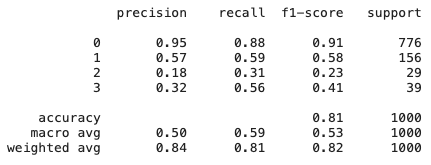 precision recall f1-score support
0 0.95 0.88 0.91 776
1 0.57 0.59 0.58 156
2 0.18 0.31 0.23 29
3 0.32 0.56 0.41 39
accuracy 0.81 1000
macro avg 0.50 0.59 0.53 1000
weighted avg 0.84 0.81 0.82 1000